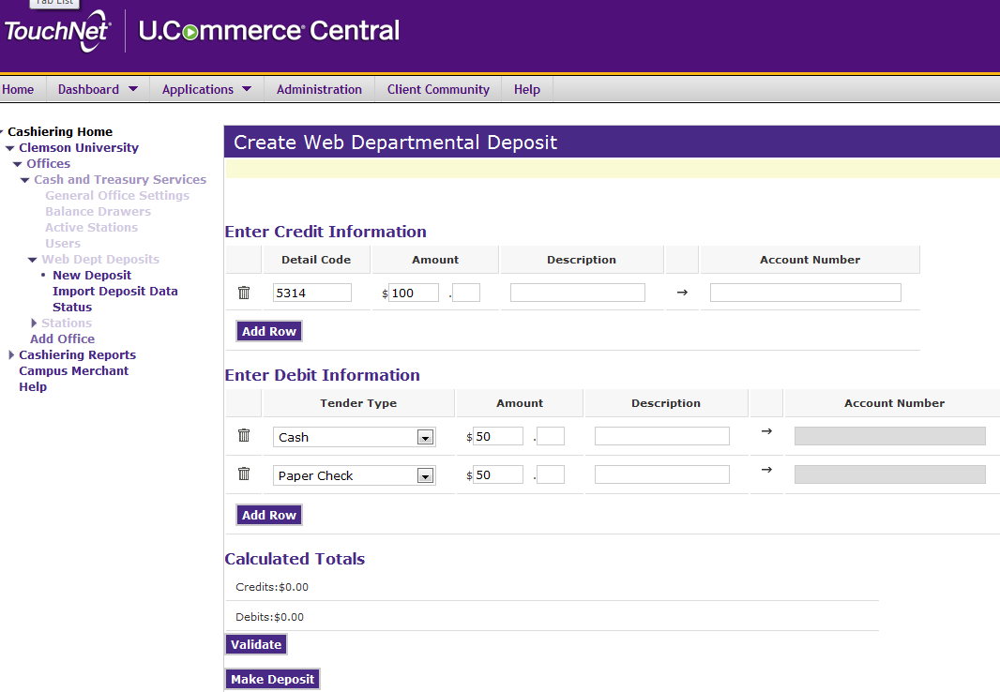 Tab List
TouchNet U.Commerce Central
Home Dashboard Applications Administration Client Community Help
Cashiering Home
Clemson University
Offices
Cash and Treasury Services
General Office Settings
Balance Drawers
Active Stations
Users
Web Dept Deposits
New Deposit
Import Deposit Data
Status
Stations
Add Office
Cashiering Reports
Campus Merchant
Help
Create Web Departmental Deposit
Enter Credit Information
Detail Code Amount Description Account Number
5314 $ 100 . →
Add Row
Enter Debit Information
Tender Type Amount Description Account Number
Cash $ 50 . →
Paper Check $ 50 . →
Add Row
Calculated Totals
Credits:$0.00
Debits:$0.00
Validate
Make Deposit